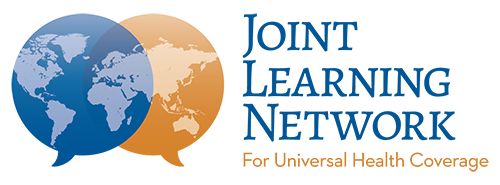 JOINT
LEARNING
NETWORK
For Universal Health Coverage